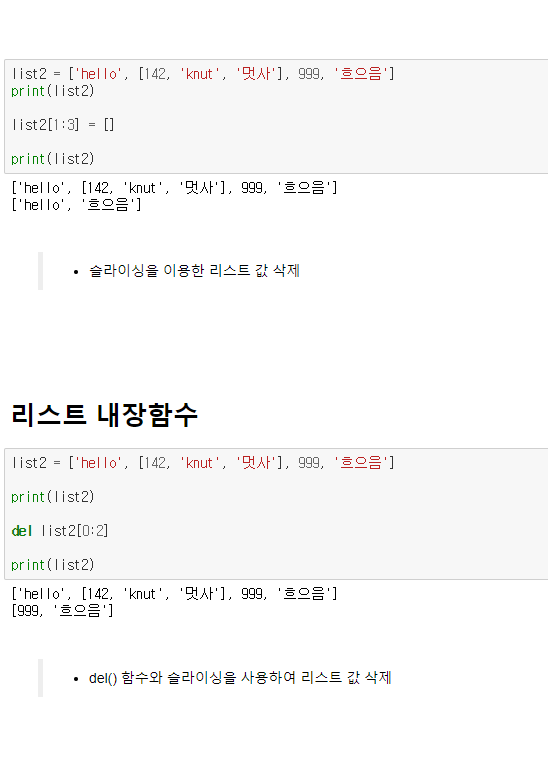 list2 = ['hello', [142, 'knut', '멋사'], 999, '흐으음']
print(list2)
list2[1:3] = []
print(list2)
['hello', [142, 'knut', '멋사'], 999, '흐으음']
['hello', '흐으음']
• 슬라이싱을 이용한 리스트 값 삭제
리스트 내장함수
list2 = ['hello', [142, 'knut', '멋사'], 999, '흐으음']
print(list2)
del list2[0:2]
print(list2)
['hello', [142, 'knut', '멋사'], 999, '흐으음']
[999, '흐으음']
• del() 함수와 슬라이싱을 사용하여 리스트 값 삭제